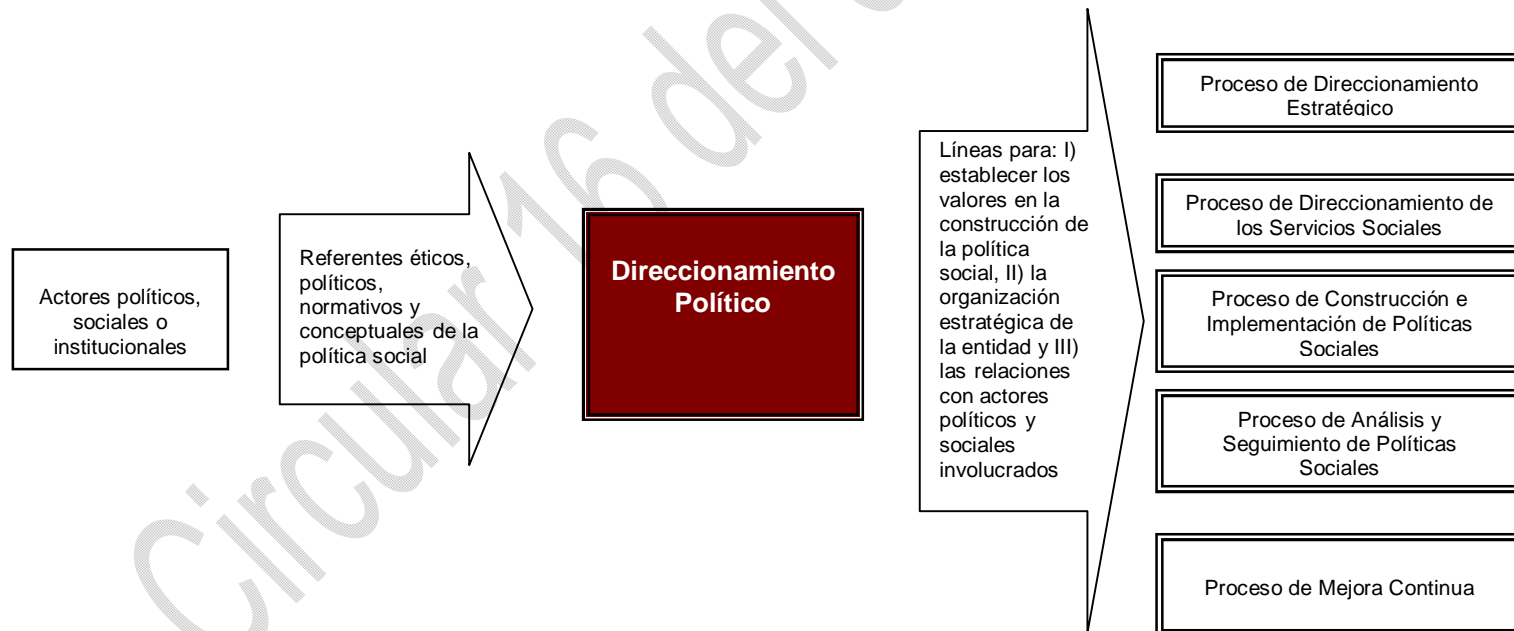 Actores políticos,
sociales o
institucionales
Referentes éticos,
políticos,
normativos y
conceptuales de la
política social
Direccionamiento
Político
Líneas para: I)
establecer los
valores en la
construcción de
la política
social, II) la
organización
estratégica de
la entidad y III)
las relaciones
con actores
políticos y
sociales
involucrados
Proceso de Direccionamiento
Estratégico
Proceso de Direccionamiento de
los Servicios Sociales
Proceso de Construcción e
Implementación de Políticas
Sociales
Proceso de Análisis y
Seguimiento de Políticas
Sociales
Proceso de Mejora Continua
Circular 16 del